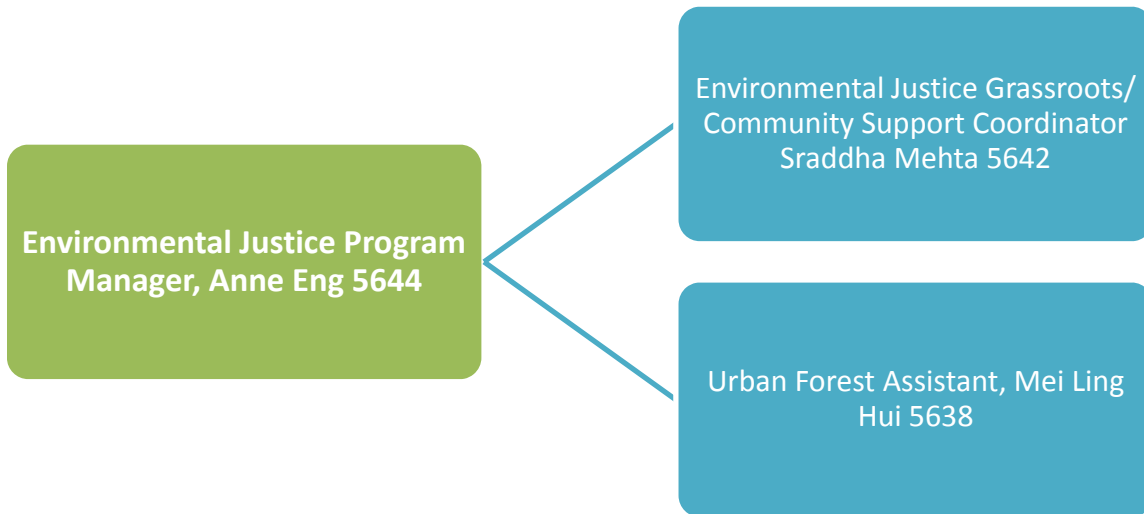 Environmental Justice Program
Manager, Anne Eng 5644
Environmental Justice Grassroots/
Community Support Coordinator
Sraddha Mehta 5642
Urban Forest Assistant, Mei Ling
Hui 5638